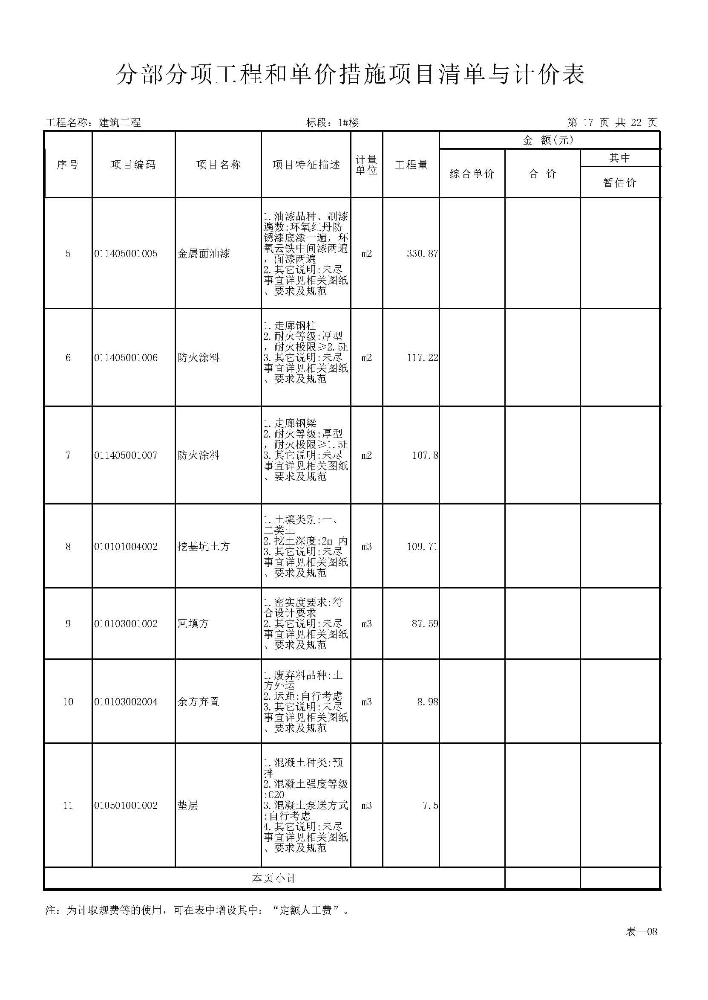 分部分项工程和单价措施项目清单与计价表
工程名称：建筑工程 标段：1#楼 第 17 页 共 22 页
金 额(元)
序号 项目编码 项目名称 项目特征描述 计量 工程量 其中
单位 综合单价 合 价
暂估价
1.油漆品种、刷漆
遍数:环氧红丹防
锈漆底漆一遍，环
氧云铁中间漆两遍
5 011405001005 金属面油漆 m2 330.87
，面漆两遍
2.其它说明:未尽
事宜详见相关图纸
、要求及规范
1.走廊钢柱
2.耐火等级:厚型
，耐火极限≥2.5h
6 011405001006 防火涂料 3.其它说明:未尽 m2 117.22
事宜详见相关图纸
、要求及规范
1.走廊钢梁
2.耐火等级:厚型
，耐火极限≥1.5h
7 011405001007 防火涂料 3.其它说明:未尽 m2 107.8
事宜详见相关图纸
、要求及规范
1.土壤类别:一、
二类土
2.挖土深度:2m 内
8 010101004002 挖基坑土方 3.其它说明:未尽 m3 109.71
事宜详见相关图纸
、要求及规范
1.密实度要求:符
合设计要求
9 010103001002 回填方 2.其它说明:未尽 m3 87.59
事宜详见相关图纸
、要求及规范
1.废弃料品种:土
方外运
2.运距:自行考虑
10 010103002004 余方弃置 3.其它说明:未尽 m3 8.98
事宜详见相关图纸
、要求及规范
1.混凝土种类:预
拌
2.混凝土强度等级
:C20
11 010501001002 垫层 3.混凝土泵送方式 m3 7.5
:自行考虑
4.其它说明:未尽
事宜详见相关图纸
、要求及规范
本页小计
注：为计取规费等的使用，可在表中增设其中：“定额人工费”。
表—08